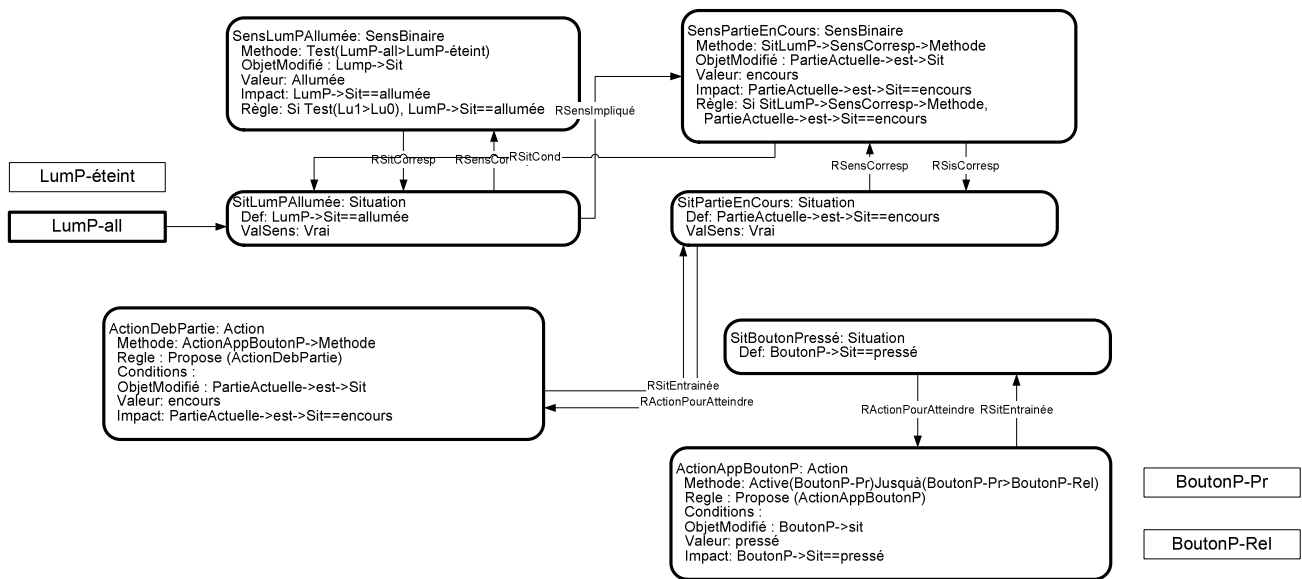 SensLumPAllumée: SensBinaire
Methode: Test(LumP-all>LumP-éteint)
ObjetModifié : Lump->Sit
Valeur: Allumée
Impact: LumP->Sit==allumée
Règle: Si Test(Lu1>Lu0), LumP->Sit==allumée
SensPartieEnCours: SensBinaire
Methode: SitLumP->SensCorresp->Methode
ObjetModifié : PartieActuelle->est->Sit
Valeur: encours
Impact: PartieActuelle->est->Sit==encours
Règle: Si SitLumP->SensCorresp->Methode,
PartieActuelle->est->Sit==encours
RSensImpliqué
RSitCorresp
RSensCor
RSitCond
RSensCorresp
RSisCorresp
LumP-éteint
LumP-all
SitLumPAllumée: Situation
Def: LumP->Sit==allumée
ValSens: Vrai
SitPartieEnCours: Situation
Def: PartieActuelle->est->Sit==encours
ValSens: Vrai
ActionDebPartie: Action
Methode: ActionAppBoutonP->Methode
Regle : Propose (ActionDebPartie)
Conditions :
ObjetModifié : PartieActuelle->est->Sit
Valeur: encours
Impact: PartieActuelle->est->Sit==encours
RSitEntrainée
RActionPourAtteindre
SitBoutonPressé: Situation
Def: BoutonP->Sit==pressé
RActionPourAtteindre
RSitEntrainée
ActionAppBoutonP: Action
Methode: Active(BoutonP-Pr)Jusquà(BoutonP-Pr>BoutonP-Rel)
Regle : Propose (ActionAppBoutonP)
Conditions :
ObjetModifié : BoutonP->sit
Valeur: pressé
Impact: BoutonP->Sit==pressé
BoutonP-Pr
BoutonP-Rel